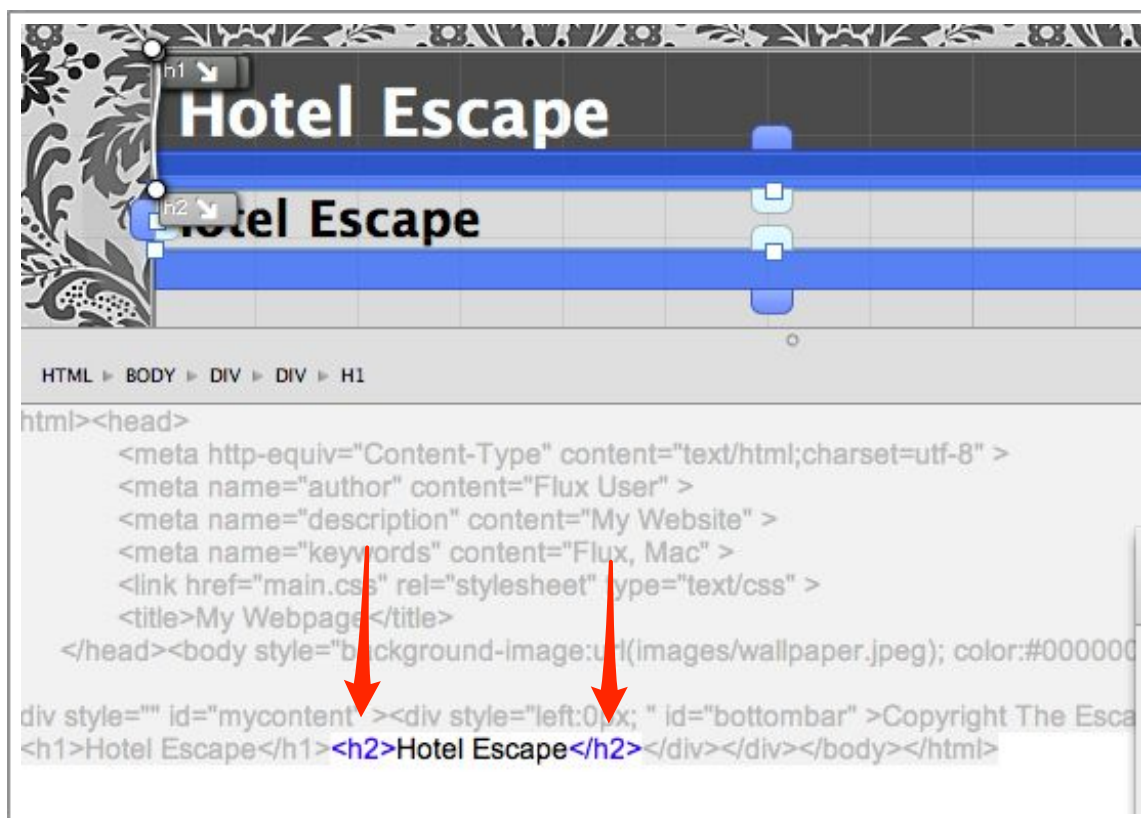 h1
Hotel Escape
h2
otel Escape
HTML BODY DIV DIV H1
html><head>
<meta http-equiv="Content-Type" content="text/html;charset=utf-8" >
<meta name="author" content="Flux User" >
<meta name="description" content="My Website" >
<meta name="keywords" content="Flux, Mac" >
<link href="main.css" rel="stylesheet" type="text/css" >
<title>My Webpage</title>
</head><body style="background-image:url(images/wallpaper.jpeg); color:#000000
div style="" id="mycontent" ><div style="left:0px; " id="bottombar" >Copyright The Esca
<h1>Hotel Escape</h1><h2>Hotel Escape</h2></div></div></body></html>